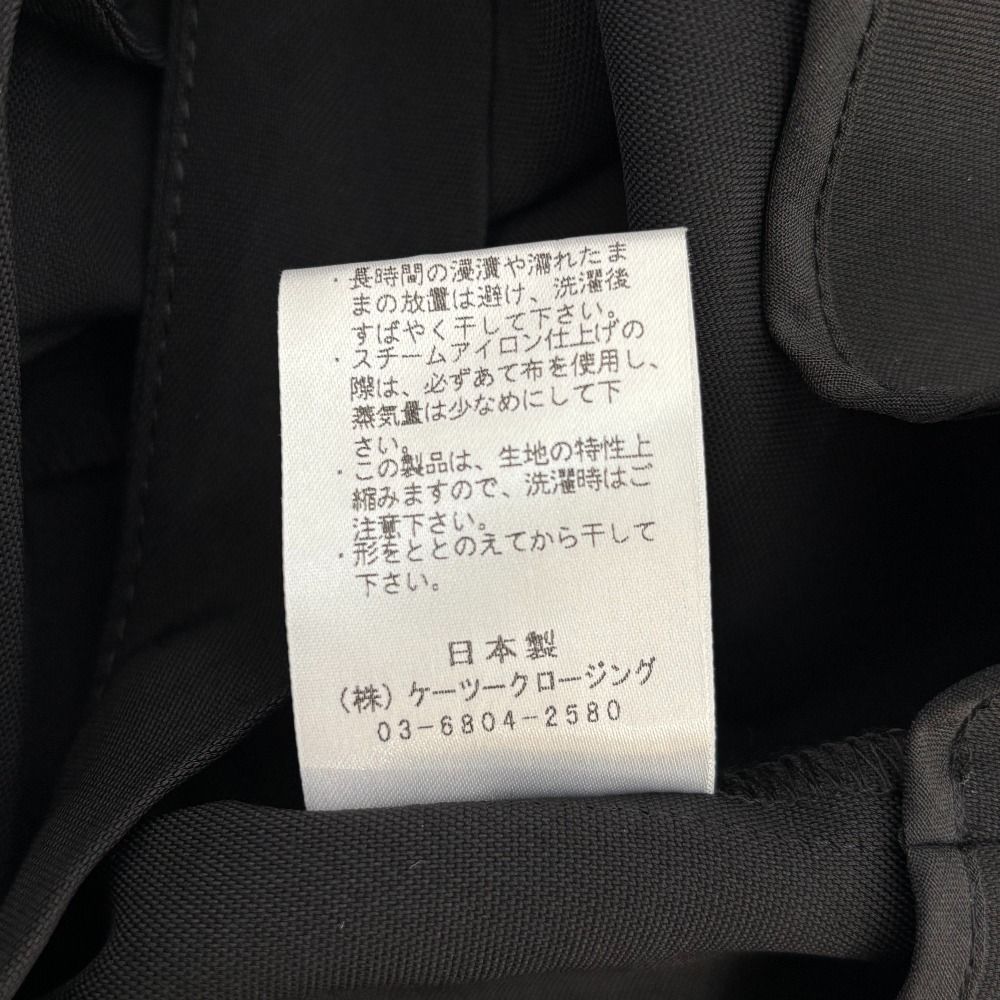 ・長時間の浸漬や濡れたま
まの放置は避け、洗濯後
すばやく干して下さい。
・スチームアイロン仕上げの
際は、必ずあて布を使用し、
蒸気量は少なめにして下
さい。
・この製品は、生地の特性上
縮みますので、洗濯時はご
注意下さい。
・形をととのえてから干して
下さい。
日本製
(株)ケーツークロージング
03-6804-2580